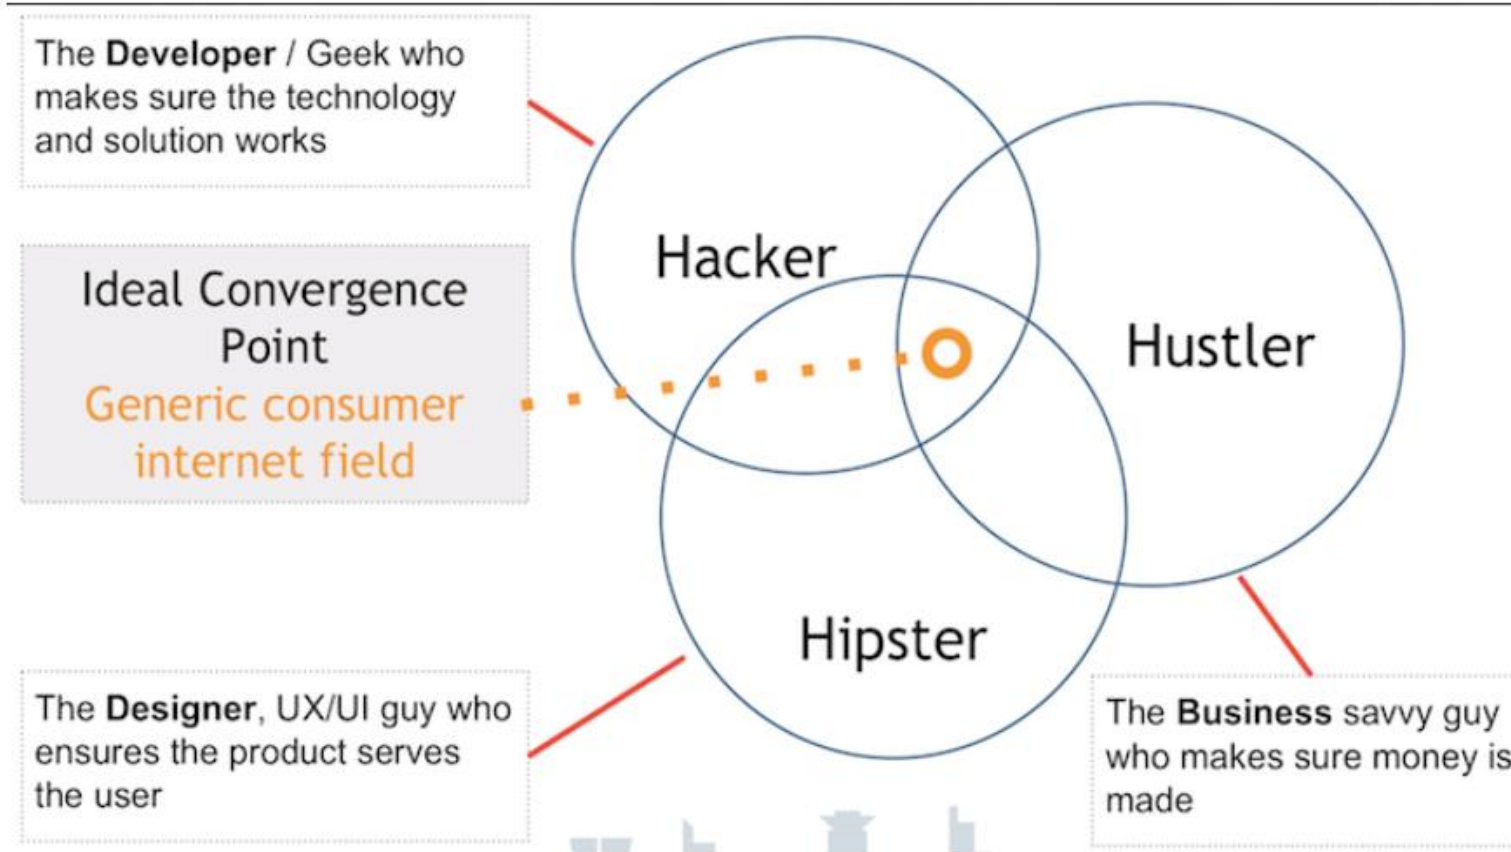 The Developer / Geek who
makes sure the technology
and solution works
Hacker
Ideal Convergence
Point
Generic consumer
internet field
Hustler
Hipster
The Designer, UX/UI guy who
ensures the product serves
the user
The Business savvy guy
who makes sure money is
made